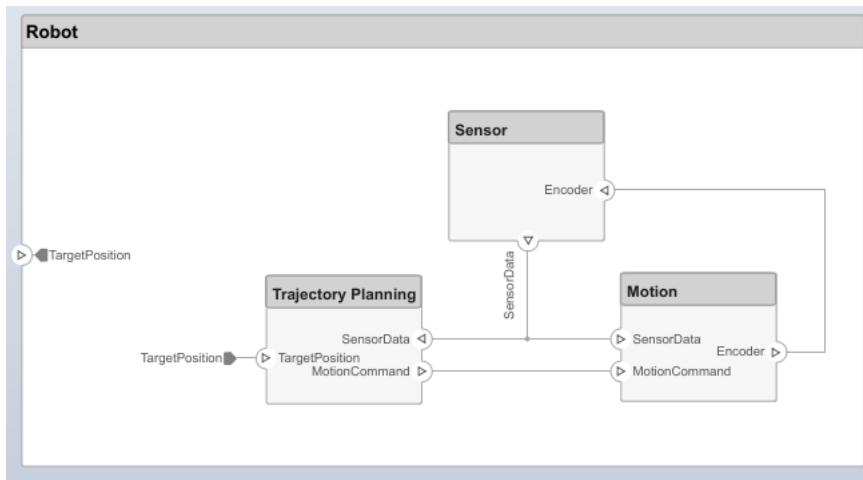 Robot
Sensor
Encoder
SensorData
TargetPosition
Trajectory Planning
SensorData
TargetPosition
TargetPosition
MotionCommand
Motion
SensorData
Encoder
MotionCommand